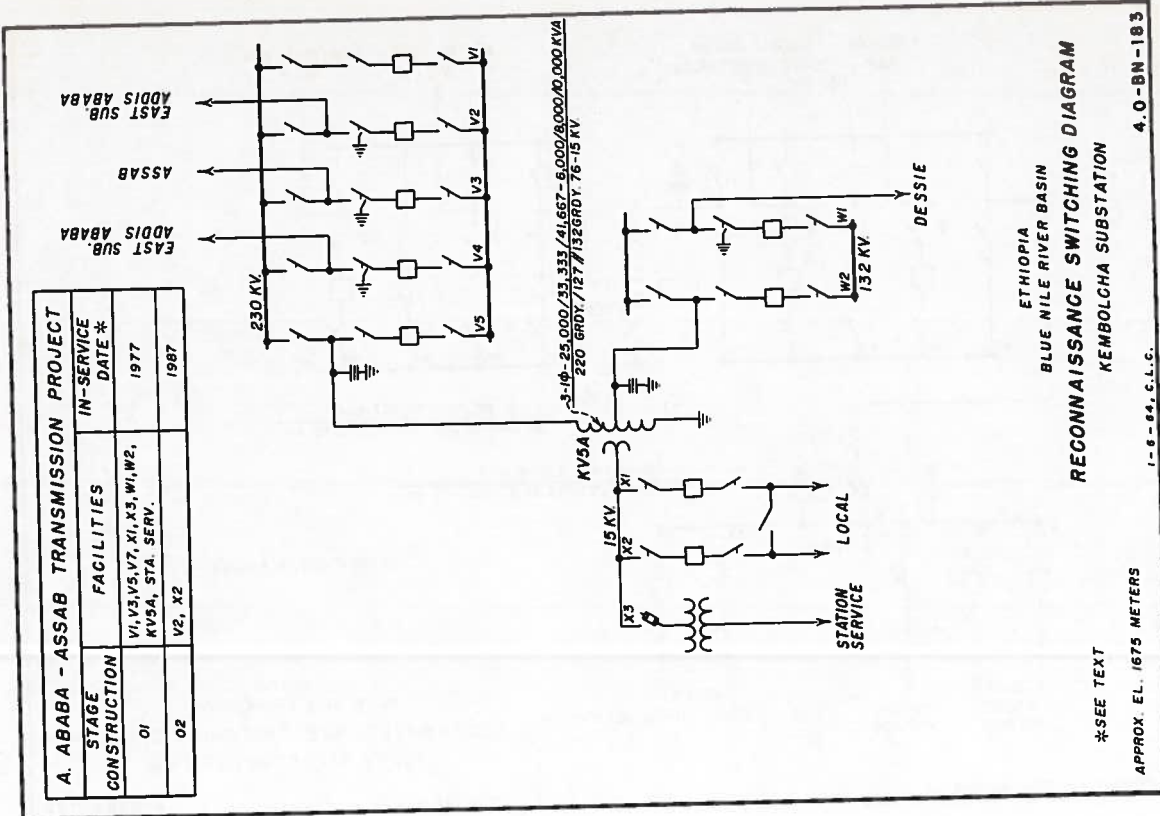 A. ABABA - ASSAB TRANSMISSION PROJECT
STAGE CONSTRUCTION
FACILITIES
IN-SERVICE DATE *
01
V1, V3, V5, V7, X1, X3, W1, W2,
KV5A, STA. SERV.
1977
02
V2, X2
1987
EAST SUB.
ADDIS ABABA
ASSAB
EAST SUB.
ADDIS ABABA
230 KV.
V5
V4
V3
V2
V1
3-1Φ-25,000/33,333/41,667-6,000/8,000/10,000 KVA
220 GRDY./127//132GRDY. 76-15 KV.
KV5A
15 KV.
X3
X2
X1
STATION
SERVICE
LOCAL
W2
W1
132 KV.
DESSIE
ETHIOPIA
BLUE NILE RIVER BASIN
RECONNAISSANCE SWITCHING DIAGRAM
KEMBOLCHA SUBSTATION
*SEE TEXT
APPROX. EL. 1675 METERS
1-6-64, C.L.C.
4.0-BN-183